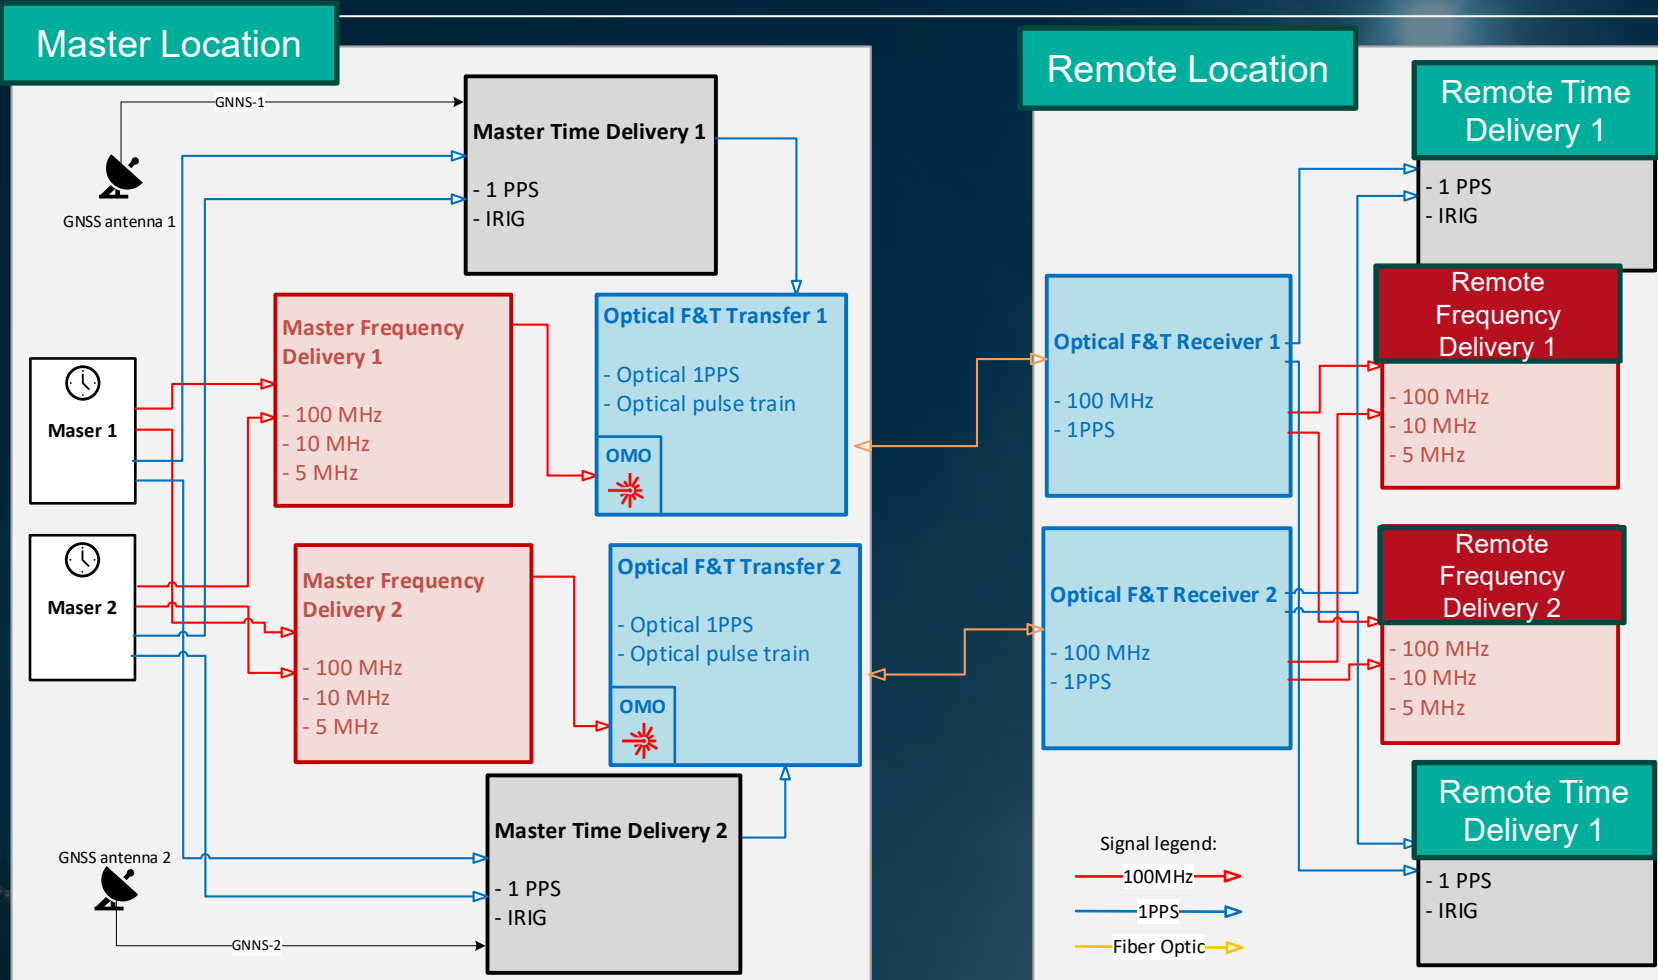 Master Location
GNNS-1
GNSS antenna 1
Master Time Delivery 1
- 1 PPS
- IRIG
Maser 1
Maser 2
Master Frequency
Delivery 1
- 100 MHz
- 10 MHz
- 5 MHz
Optical F&T Transfer 1
- Optical 1PPS
- Optical pulse train
OMO
Master Frequency
Delivery 2
- 100 MHz
- 10 MHz
- 5 MHz
Optical F&T Transfer 2
- Optical 1PPS
- Optical pulse train
OMO
GNSS antenna 2
GNNS-2
Master Time Delivery 2
- 1 PPS
- IRIG
Remote Location
Optical F&T Receiver 1
- 100 MHz
- 1PPS
Optical F&T Receiver 2
- 100 MHz
- 1PPS
Remote Time
Delivery 1
- 1 PPS
- IRIG
Remote
Frequency
Delivery 1
- 100 MHz
- 10 MHz
- 5 MHz
Remote
Frequency
Delivery 2
- 100 MHz
- 10 MHz
- 5 MHz
Remote Time
Delivery 1
- 1 PPS
- IRIG
Signal legend:
100MHz
1PPS
Fiber Optic